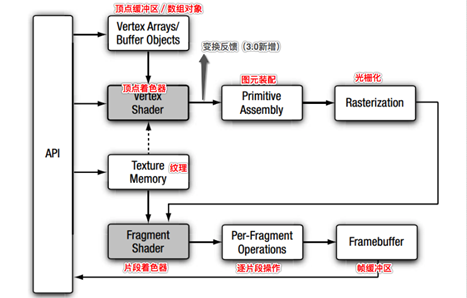 顶点缓冲区/数组对象
Vertex Arrays/
Buffer Objects
变换反馈（3.0新增）
顶点着色器
Vertex
Shader
图元装配
Primitive
Assembly
光栅化
Rasterization
API
Texture
Memory
纹理
Fragment
Shader
片段着色器
Per-Fragment
Operations
逐片段操作
Framebuffer
帧缓冲区